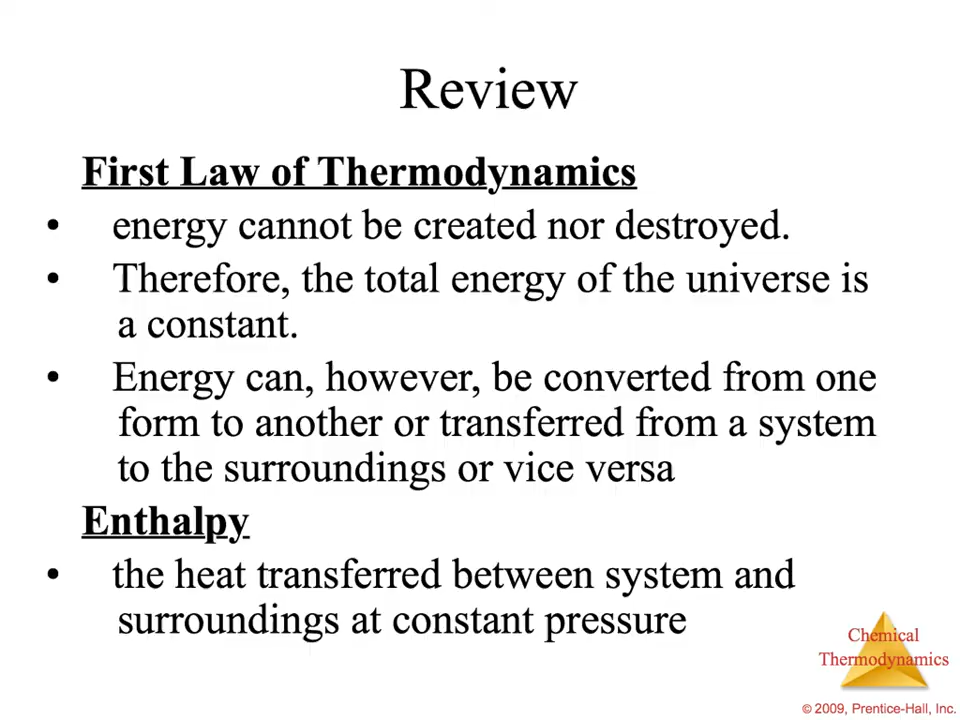 Review
First Law of Thermodynamics
• energy cannot be created nor destroyed.
• Therefore, the total energy of the universe is
a constant.
• Energy can, however, be converted from one
form to another or transferred from a system
to the surroundings or vice versa
Enthalpy
• the heat transferred between system and
surroundings at constant pressure
Chemical
Thermodynamics
© 2009, Prentice-Hall, Inc.